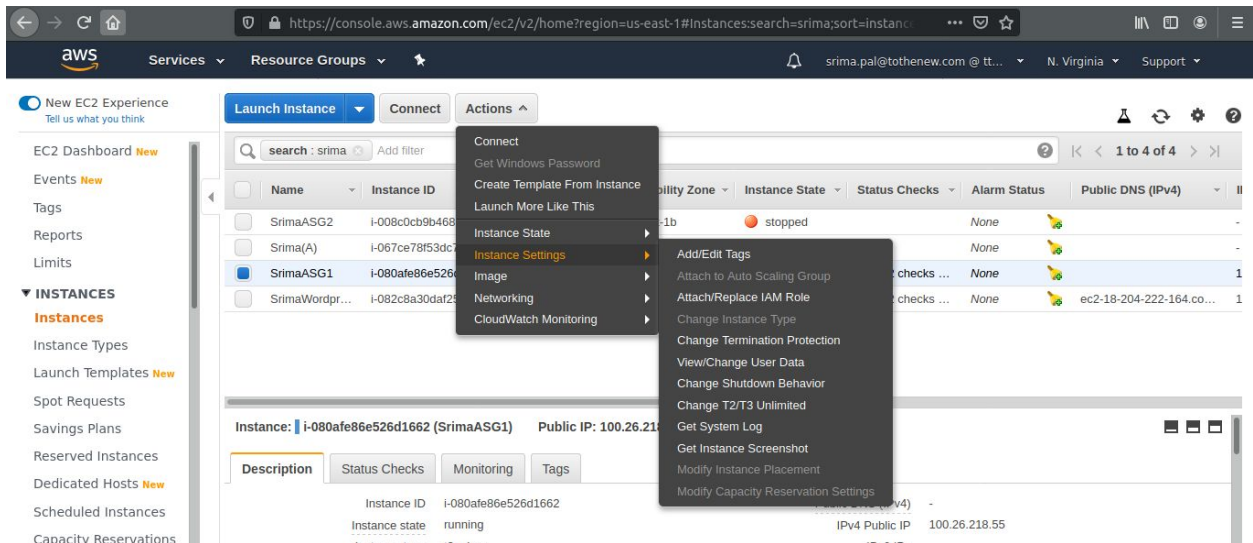 https://console.aws.amazon.com/ec2/v2/home?region=us-east-1#Instances:search=srima;sort=instanc
aws Services Resource Groups srima.pal@tothenew.com @ tt... N. Virginia Support
New EC2 Experience
Tell us what you think
Launch Instance Connect Actions
EC2 Dashboard New
Events New
Tags
Reports
Limits
INSTANCES
Instances
Instance Types
Launch Templates New
Spot Requests
Savings Plans
Reserved Instances
Dedicated Hosts New
Scheduled Instances
Capacity Reservations
search : srima Add filter 1 to 4 of 4
Name Instance ID bility Zone Instance State Status Checks Alarm Status Public DNS (IPv4)
SrimaASG2 i-008c0cb9b468 -1b stopped None -
Srima(A) i-067ce78f53dc7 None -
SrimaASG1 i-080afe86e526 checks ... None 1
SrimaWordpr... i-082c8a30daf25 checks ... None ec2-18-204-222-164.co... 1
Connect
Get Windows Password
Create Template From Instance
Launch More Like This
Instance State
Instance Settings
Image
Networking
CloudWatch Monitoring
Add/Edit Tags
Attach to Auto Scaling Group
Attach/Replace IAM Role
Change Instance Type
Change Termination Protection
View/Change User Data
Change Shutdown Behavior
Change T2/T3 Unlimited
Get System Log
Get Instance Screenshot
Modify Instance Placement
Modify Capacity Reservation Settings
Instance: i-080afe86e526d1662 (SrimaASG1) Public IP: 100.26.21
Description Status Checks Monitoring Tags
Instance ID i-080afe86e526d1662 -
Instance state running IPv4 Public IP 100.26.218.55